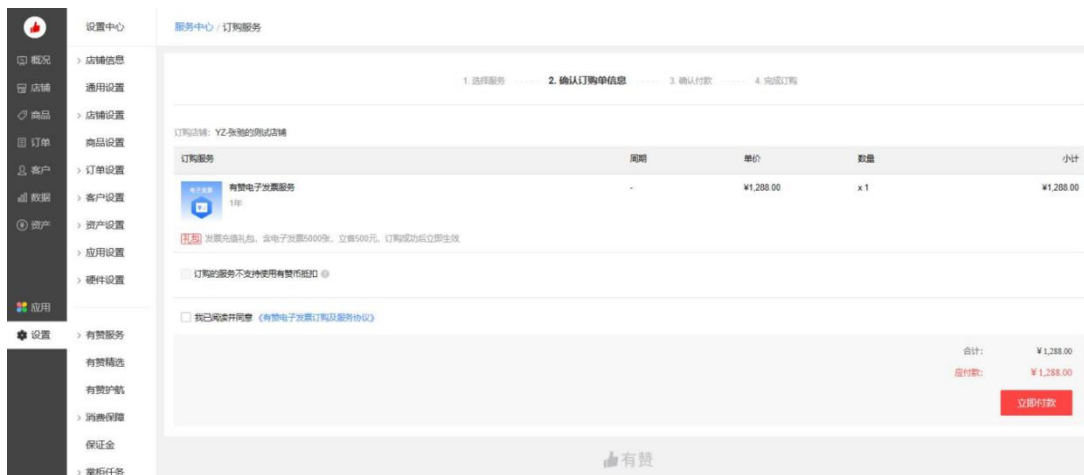 设置中心
服务中心 / 订购服务
概况
店铺
商品
订单
客户
数据
资产
应用
设置
> 店铺信息
通用设置
> 店铺设置
商品设置
> 订单设置
> 客户设置
> 资产设置
> 应用设置
> 硬件设置
> 有赞服务
有赞精选
有赞护航
> 消费保障
保证金
> 掌柜任务
1. 选择服务 2. 确认订购单信息 3. 确认付款 4. 完成订购
订购店铺: YZ-张驰的测试店铺
订购服务 周期 单价 数量 小计
电子发票
有赞电子发票服务 - ¥1,288.00 x 1 ¥1,288.00
1年
礼包 发票充值礼包，含电子发票5000张，立省500元，订购成功后立即生效
订购的服务不支持使用有赞币抵扣
我已阅读并同意 《有赞电子发票订购及服务协议》
合计: ¥ 1,288.00
应付款: ¥ 1,288.00
立即付款
有赞